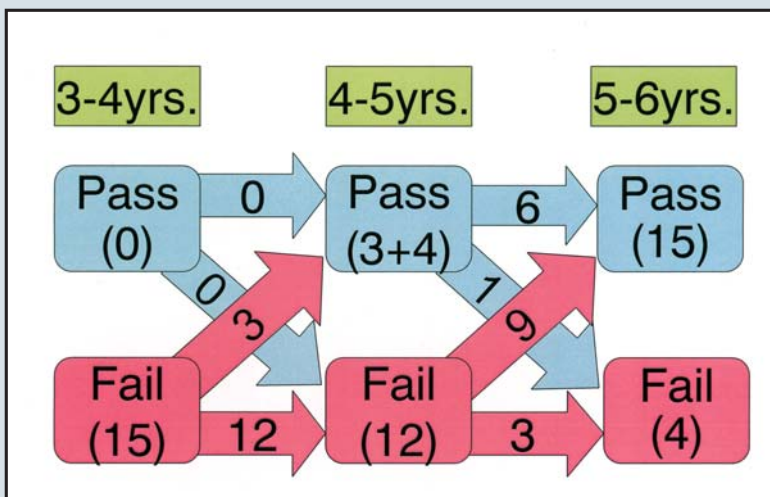 3-4yrs. 4-5yrs. 5-6yrs.
Pass
(0)
0
Pass
(3+4)
6
Pass
(15)
0
3
1
9
Fail
(15)
12
Fail
(12)
3
Fail
(4)